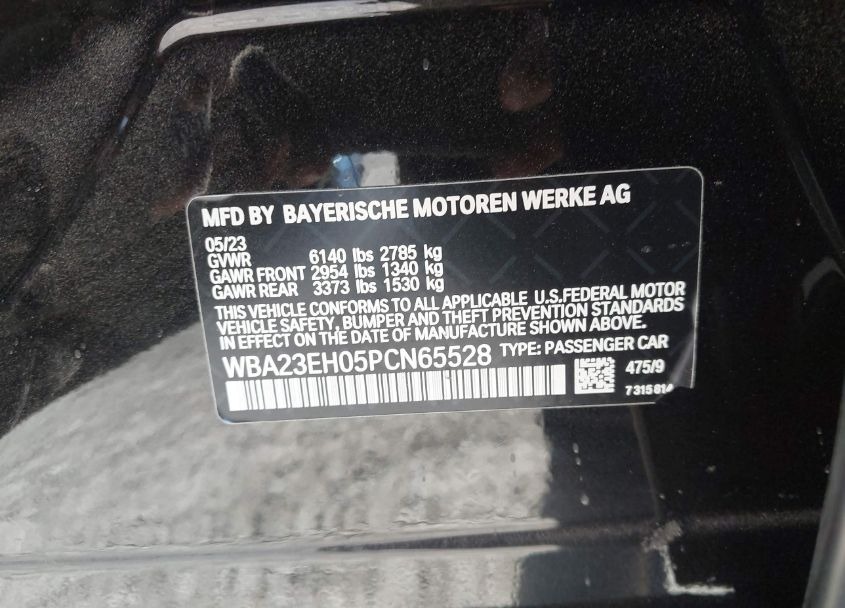 MFD BY BAYERISCHE MOTOREN WERKE AG
05/23
GVWR 6140 lbs 2785 kg
GAWR FRONT 2954 lbs 1340 kg
GAWR REAR 3373 lbs 1530 kg
THIS VEHICLE CONFORMS TO ALL APPLICABLE U.S.FEDERAL MOTOR
VEHICLE SAFETY, BUMPER AND THEFT PREVENTION STANDARDS
IN EFFECT ON THE DATE OF MANUFACTURE SHOWN ABOVE.
WBA23EH05PCN65528 TYPE: PASSENGER CAR
475/9